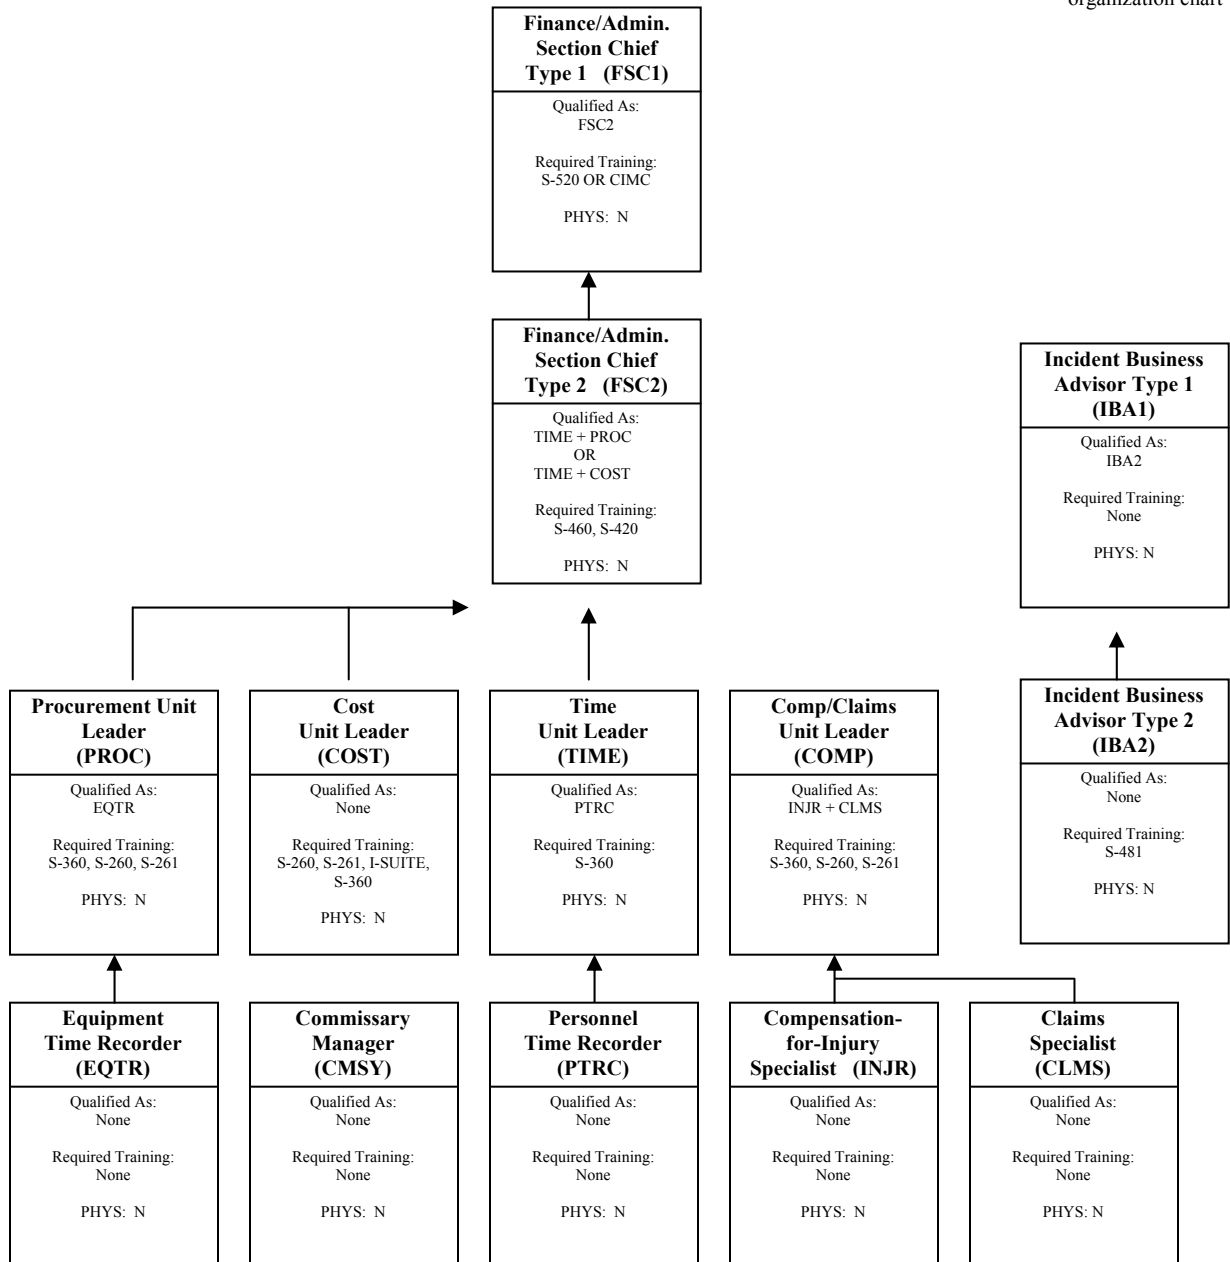 organization chart
Finance/Admin.
Section Chief
Type 1 (FSC1)
Qualified As:
FSC2
Required Training:
S-520 OR CIMC
PHYS: N
Finance/Admin.
Section Chief
Type 2 (FSC2)
Qualified As:
TIME + PROC
OR
TIME + COST
Required Training:
S-460, S-420
PHYS: N
Incident Business
Advisor Type 1
(IBA1)
Qualified As:
IBA2
Required Training:
None
PHYS: N
Procurement Unit
Leader
(PROC)
Qualified As:
EQTR
Required Training:
S-360, S-260, S-261
PHYS: N
Cost
Unit Leader
(COST)
Qualified As:
None
Required Training:
S-260, S-261, I-SUITE,
S-360
PHYS: N
Time
Unit Leader
(TIME)
Qualified As:
PTRC
Required Training:
S-360
PHYS: N
Comp/Claims
Unit Leader
(COMP)
Qualified As:
INJR + CLMS
Required Training:
S-360, S-260, S-261
PHYS: N
Incident Business
Advisor Type 2
(IBA2)
Qualified As:
None
Required Training:
S-481
PHYS: N
Equipment
Time Recorder
(EQTR)
Qualified As:
None
Required Training:
None
PHYS: N
Commissary
Manager
(CMSY)
Qualified As:
None
Required Training:
None
PHYS: N
Personnel
Time Recorder
(PTRC)
Qualified As:
None
Required Training:
None
PHYS: N
Compensation-
for-Injury
Specialist (INJR)
Qualified As:
None
Required Training:
None
PHYS: N
Claims
Specialist
(CLMS)
Qualified As:
None
Required Training:
None
PHYS: N